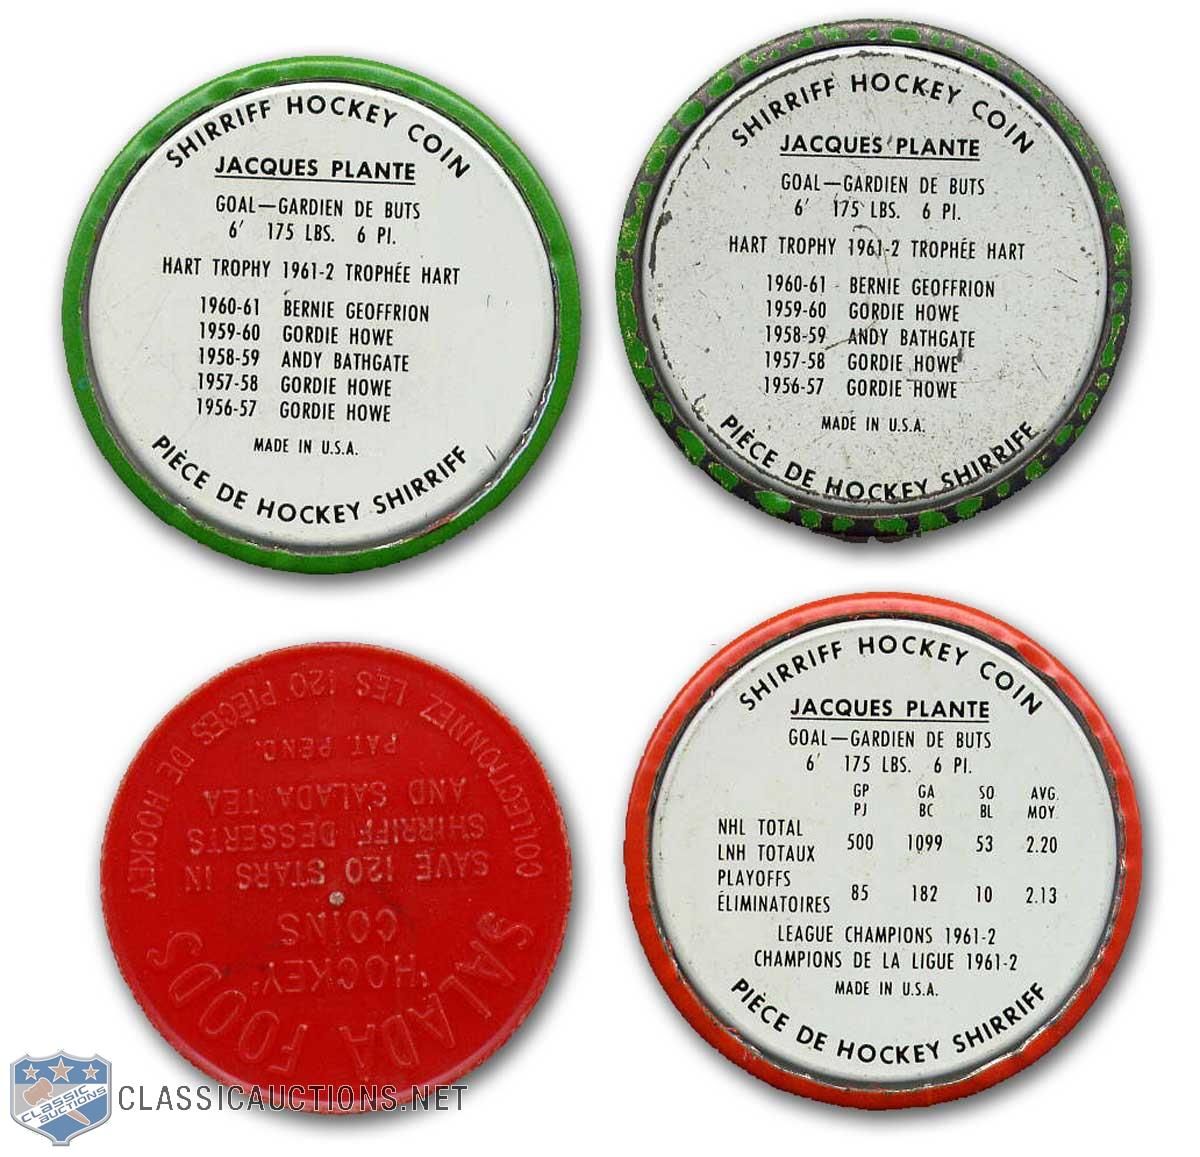 SHIRRIFF HOCKEY COIN
JACQUES PLANTE
GOAL—GARDIEN DE BUTS
6' 175 LBS. 6 PI.
HART TROPHY 1961-2 TROPHÉE HART
1960-61 BERNIE GEOFFRION
1959-60 GORDIE HOWE
1958-59 ANDY BATHGATE
1957-58 GORDIE HOWE
1956-57 GORDIE HOWE
MADE IN U.S.A.
PIÈCE DE HOCKEY SHIRRIFF
SHIRRIFF HOCKEY COIN
JACQUES PLANTE
GOAL—GARDIEN DE BUTS
6' 175 LBS. 6 PI.
HART TROPHY 1961-2 TROPHÉE HART
1960-61 BERNIE GEOFFRION
1959-60 GORDIE HOWE
1958-59 ANDY BATHGATE
1957-58 GORDIE HOWE
1956-57 GORDIE HOWE
MADE IN U.S.A.
PIÈCE DE HOCKEY SHIRRIFF
SALADA FOODS
"HOCKEY"
COINS
SAVE 120 STARS IN
SHIRRIFF DESSERTS
AND SALADA TEA
PAT. PEND.
COLLECTIONNEZ LES 120 PIÈCES DE HOCKEY
SHIRRIFF HOCKEY COIN
JACQUES PLANTE
GOAL—GARDIEN DE BUTS
6' 175 LBS. 6 PI.
GP GA SO AVG.
PJ BC BL MOY.
NHL TOTAL
LNH TOTAUX 500 1099 53 2.20
PLAYOFFS
ÉLIMINATOIRES 85 182 10 2.13
LEAGUE CHAMPIONS 1961-2
CHAMPIONS DE LA LIGUE 1961-2
MADE IN U.S.A.
PIÈCE DE HOCKEY SHIRRIFF
CLASSIC
AUCTIONS
CLASSICAUCTIONS.NET